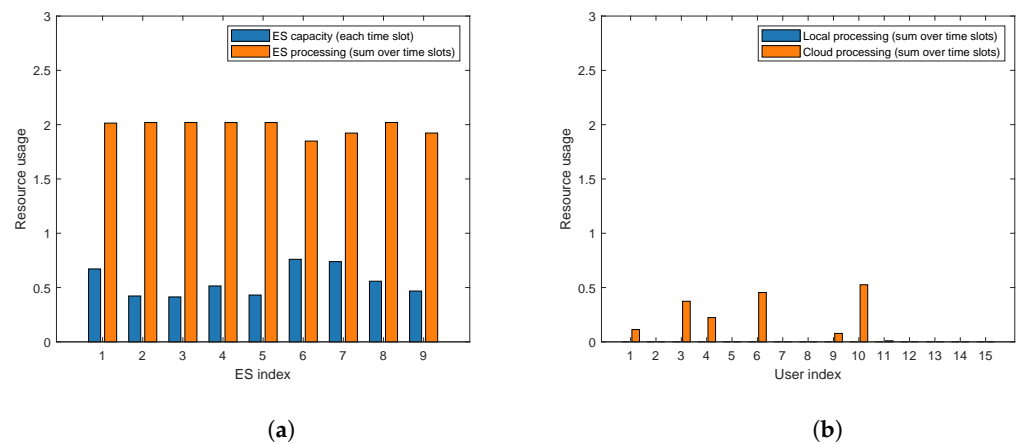 3
2.5
2
1.5
1
0.5
0
Resource usage
ES capacity (each time slot)
ES processing (sum over time slots)
1 2 3 4 5 6 7 8 9
ES index
(a)
3
2.5
2
1.5
1
0.5
0
Resource usage
Local processing (sum over time slots)
Cloud processing (sum over time slots)
1 2 3 4 5 6 7 8 9 10 11 12 13 14 15
User index
(b)